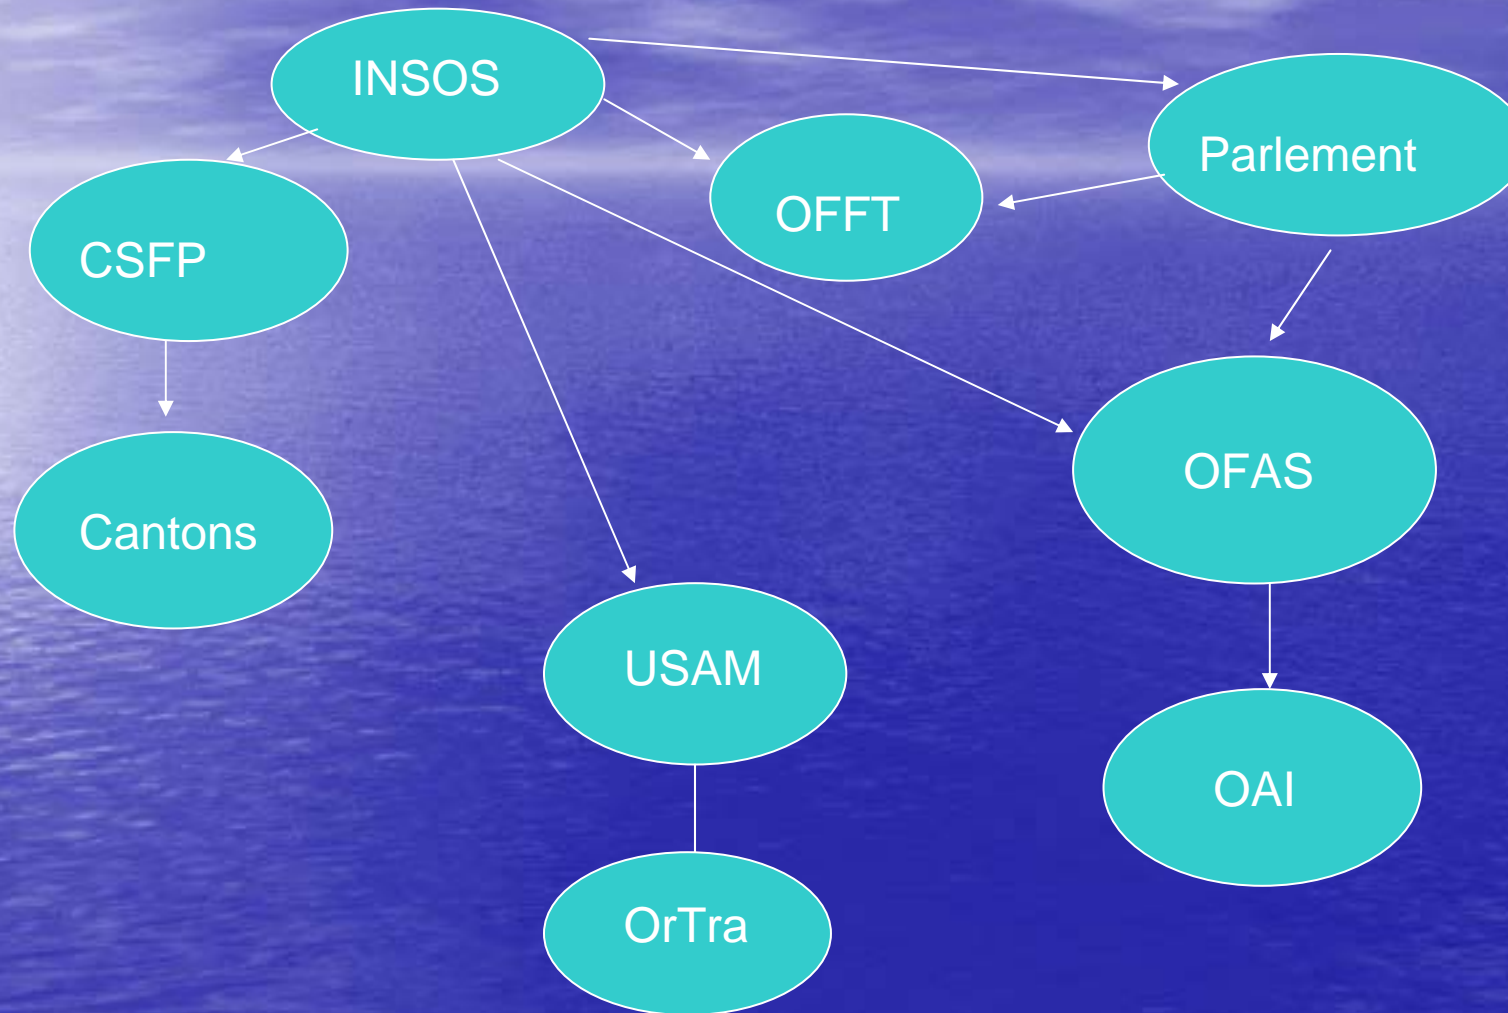 INSOS
Parlement
OFFT
CSFP
OFAS
Cantons
USAM
OAI
OrTra